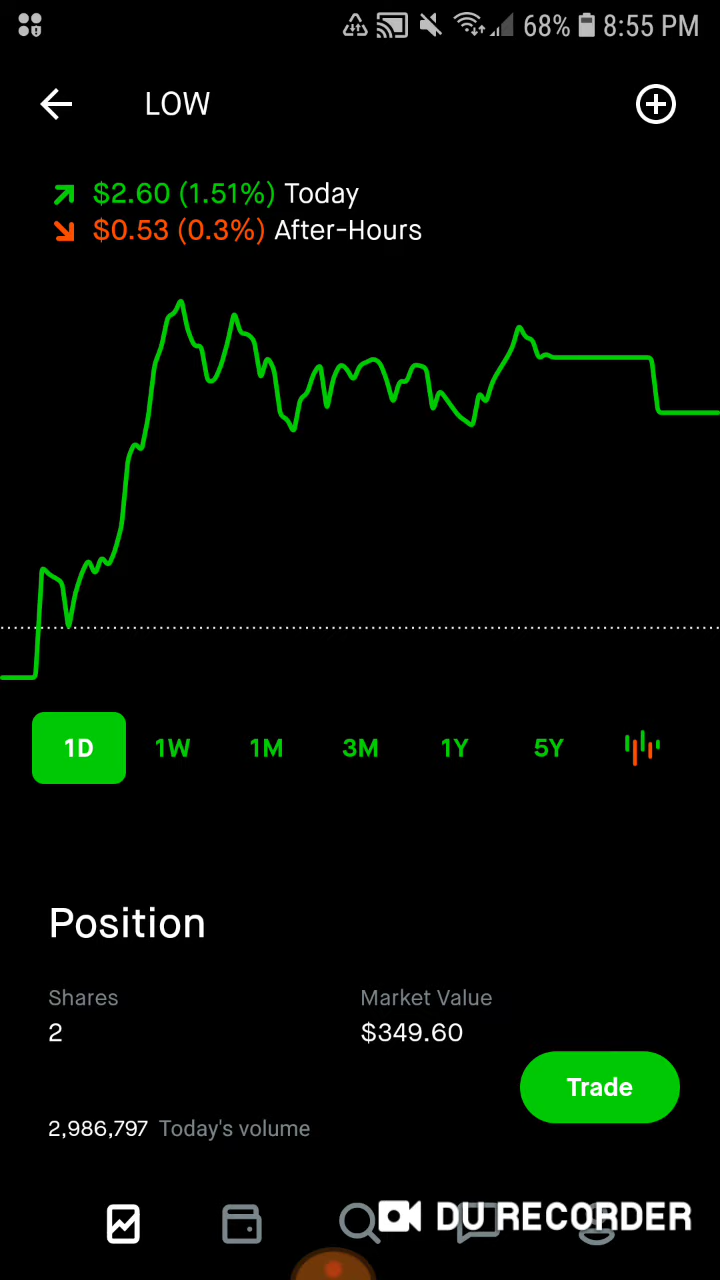 68% 8:55 PM
LOW
$2.60 (1.51%) Today
$0.53 (0.3%) After-Hours
1D 1W 1M 3M 1Y 5Y
Position
Shares Market Value
2 $349.60
Trade
2,986,797 Today's volume
DU RECORDER